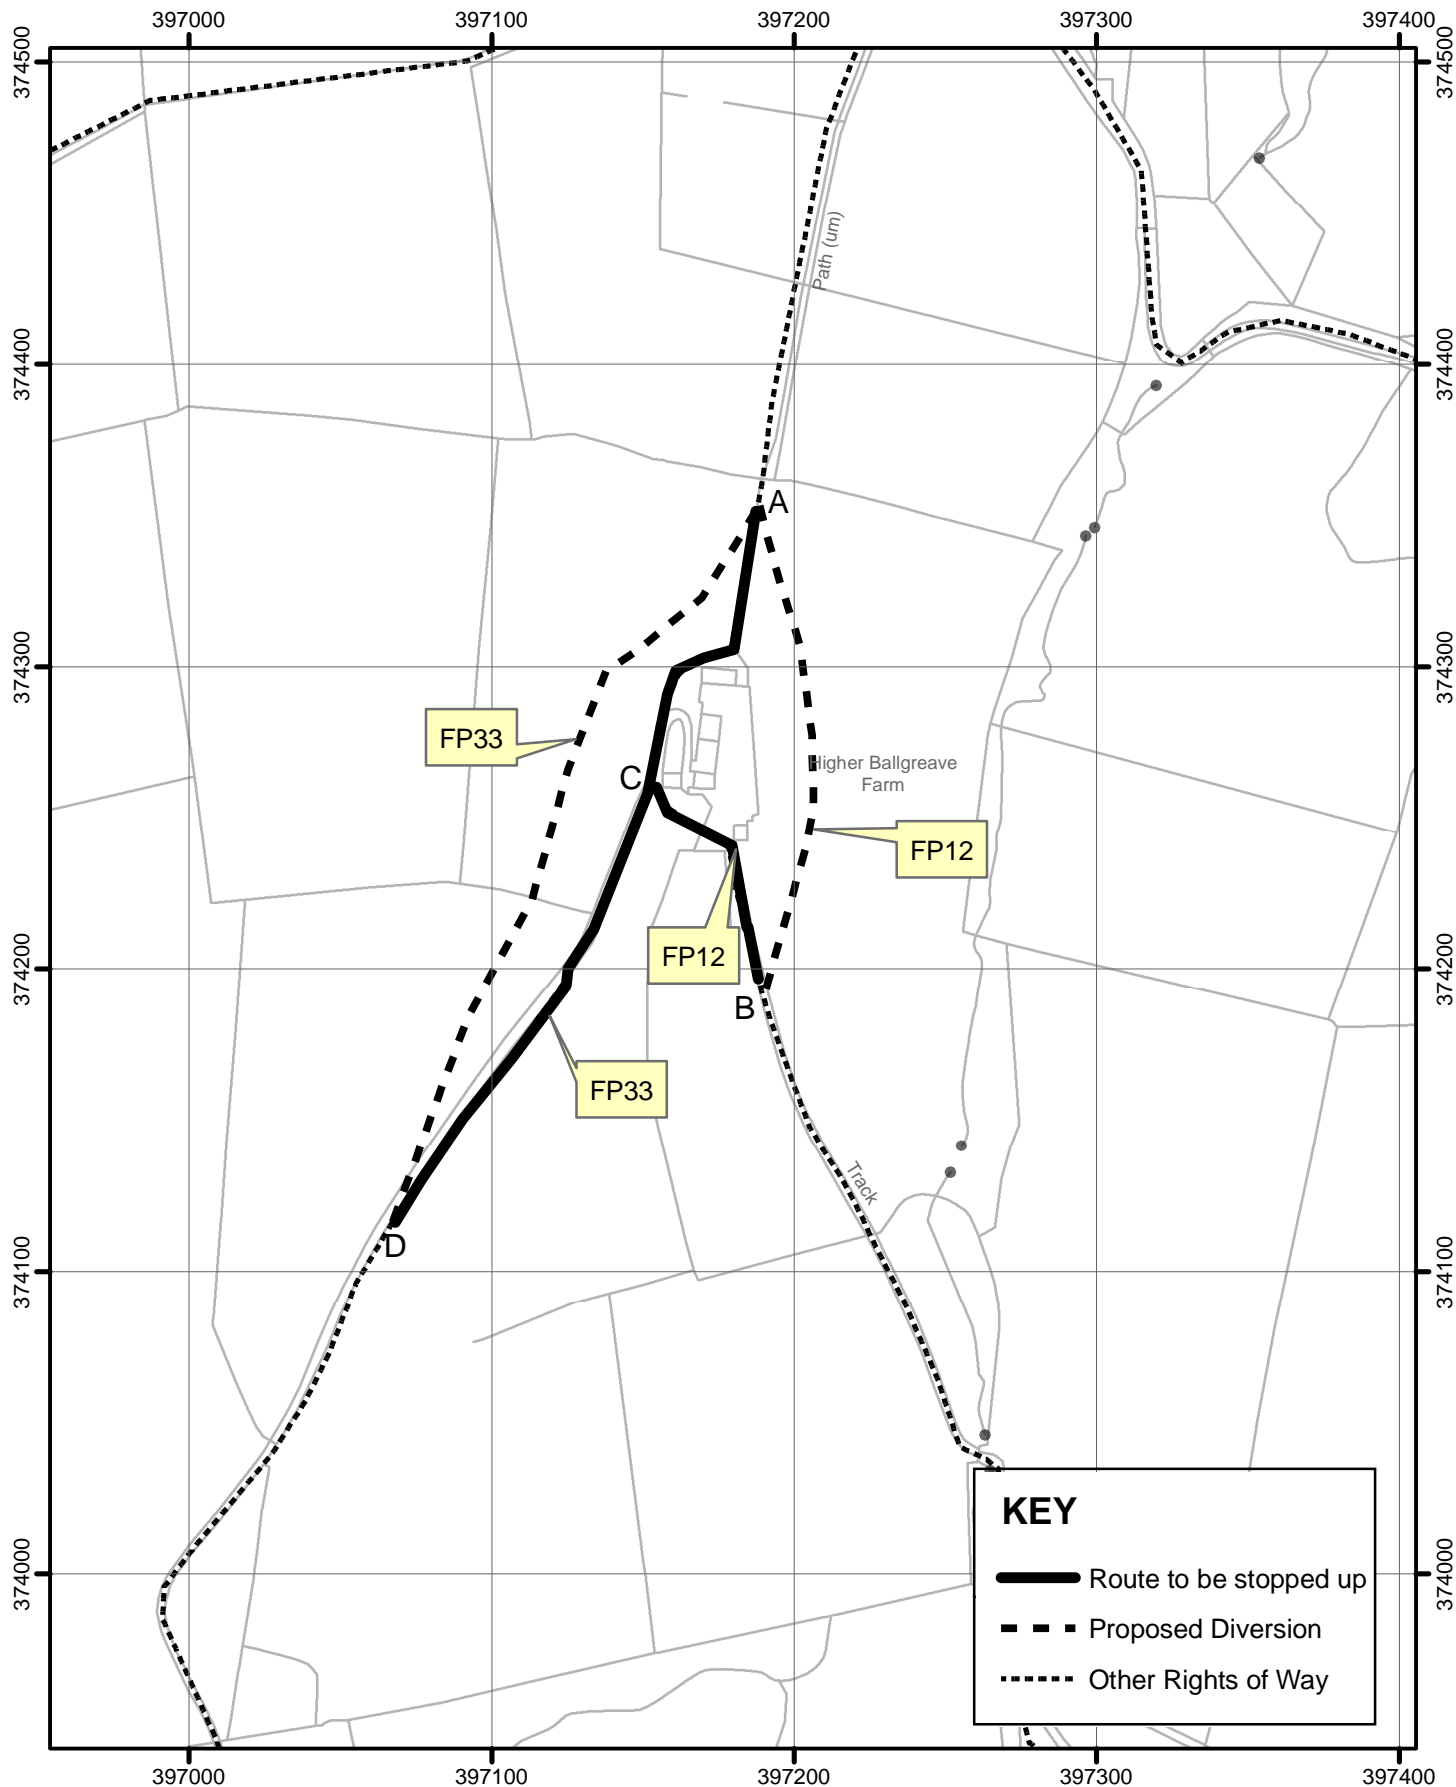 397000
397100
397200
397300
397400
374500
374500
Path (um)
374400
374400
A
374300
374300
FP33
C
Higher Ballgreave
Farm
FP12
FP12
374200
374200
B
FP33
Track
D
374100
374100
KEY
Route to be stopped up
Proposed Diversion
Other Rights of Way
374000
374000
397000
397100
397200
397300
397400